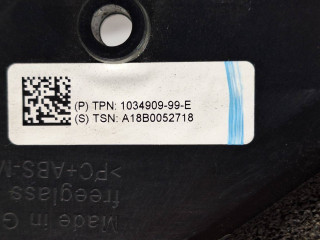 (P) TPN: 1034909-99-E
(S) TSN: A18B0052718
>PC+ABS-M
freeglass
Made in G